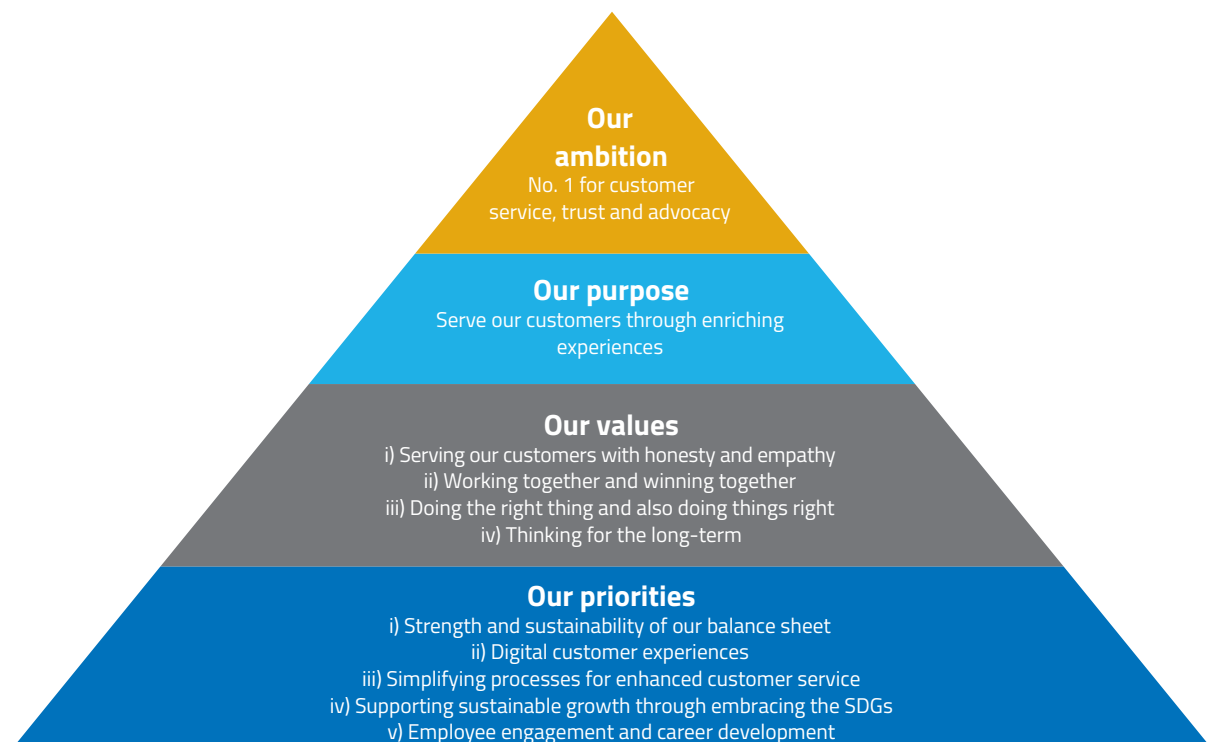 Our
ambition
No. 1 for customer
service, trust and advocacy
Our purpose
Serve our customers through enriching
experiences
Our values
i) Serving our customers with honesty and empathy
ii) Working together and winning together
iii) Doing the right thing and also doing things right
iv) Thinking for the long-term
Our priorities
i) Strength and sustainability of our balance sheet
ii) Digital customer experiences
iii) Simplifying processes for enhanced customer service
iv) Supporting sustainable growth through embracing the SDGs
v) Employee engagement and career development